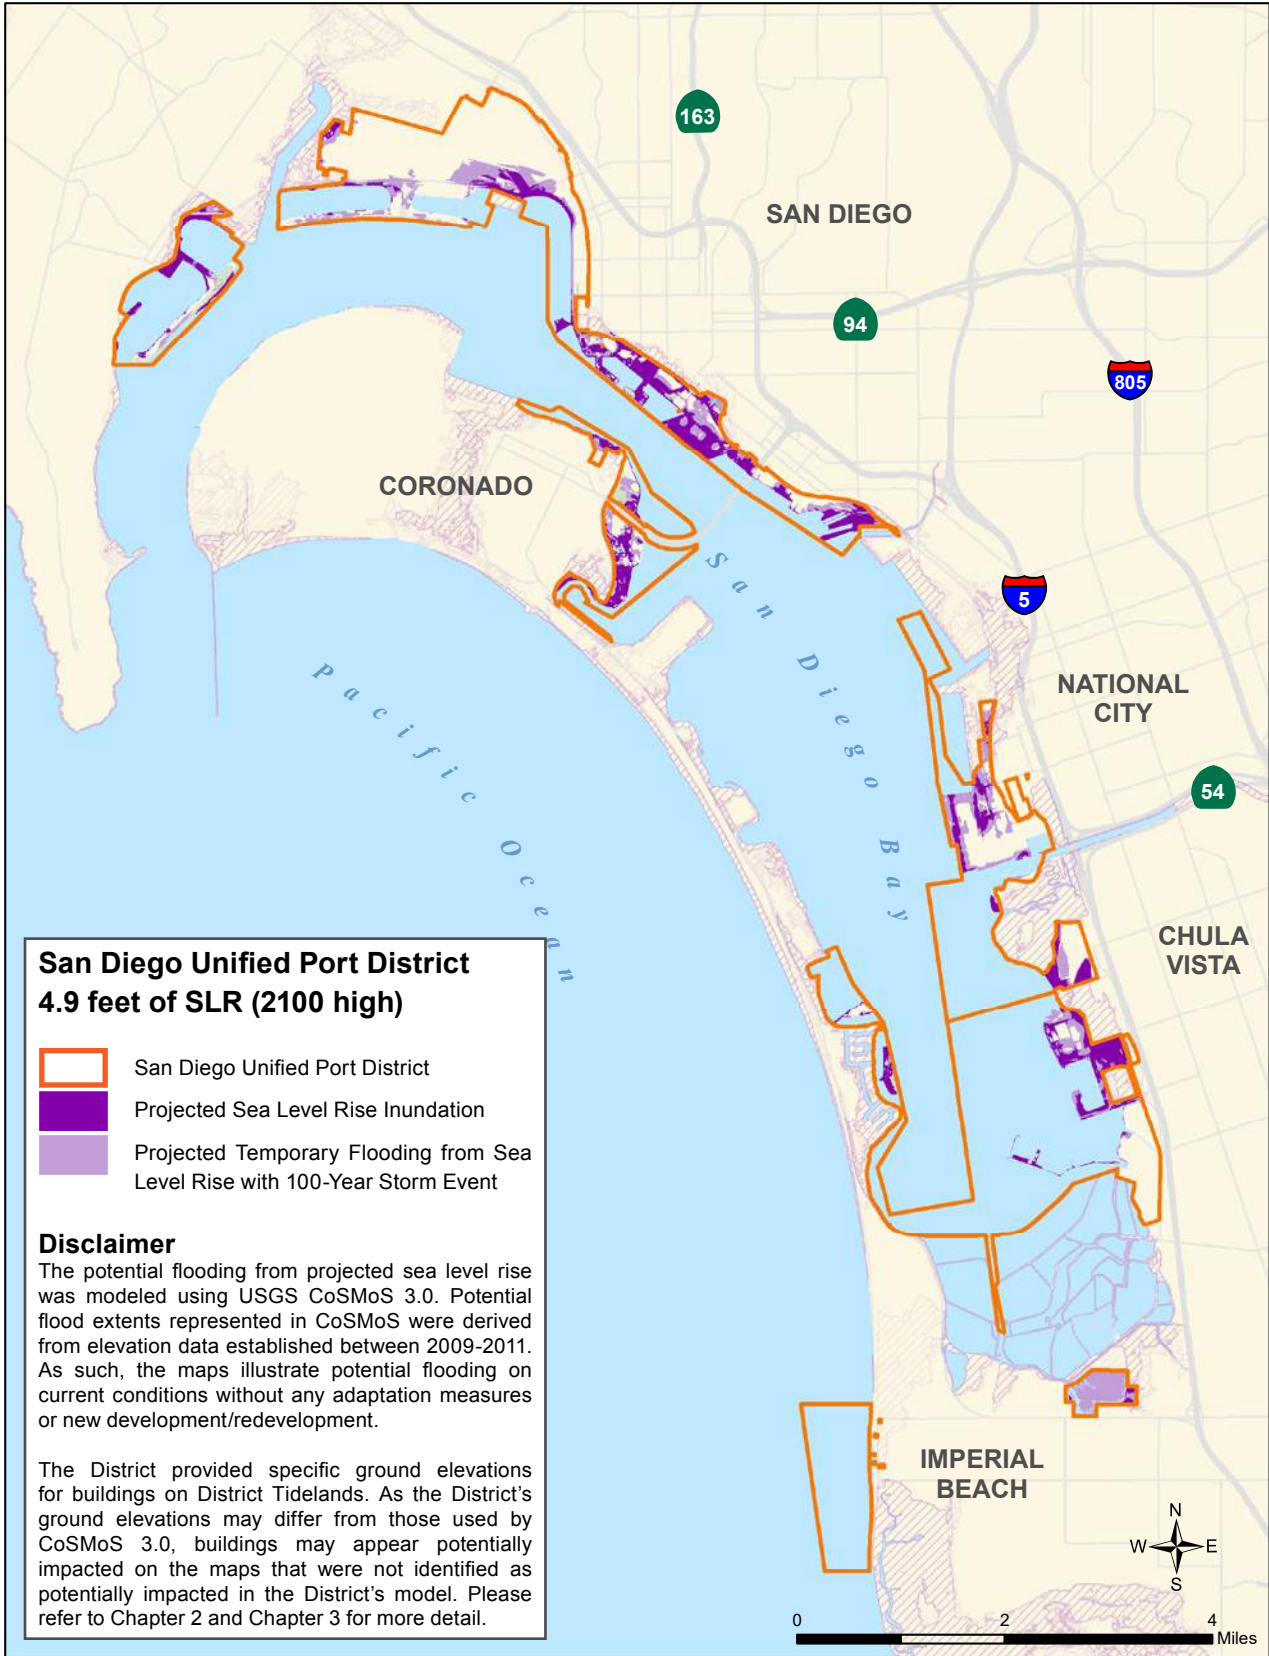 163
SAN DIEGO
94
805
CORONADO
San Diego Bay
5
Pacific Ocean
NATIONAL
CITY
54
CHULA
VISTA
San Diego Unified Port District
4.9 feet of SLR (2100 high)
San Diego Unified Port District
Projected Sea Level Rise Inundation
Projected Temporary Flooding from Sea
Level Rise with 100-Year Storm Event
Disclaimer
The potential flooding from projected sea level rise
was modeled using USGS CoSMoS 3.0. Potential
flood extents represented in CoSMoS were derived
from elevation data established between 2009-2011.
As such, the maps illustrate potential flooding on
current conditions without any adaptation measures
or new development/redevelopment.
The District provided specific ground elevations
for buildings on District Tidelands. As the District's
ground elevations may differ from those used by
CoSMoS 3.0, buildings may appear potentially
impacted on the maps that were not identified as
potentially impacted in the District's model. Please
refer to Chapter 2 and Chapter 3 for more detail.
IMPERIAL
BEACH
N
W E
S
0 2 4
Miles